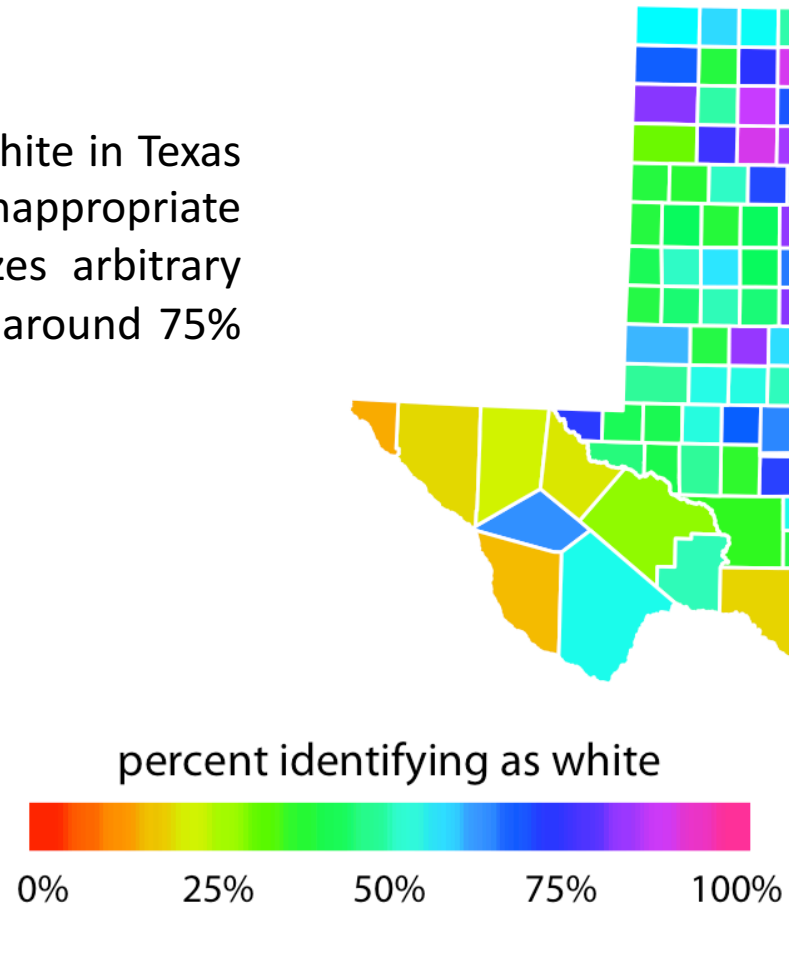 hite in Texas
nappropriate
zes arbitrary
around 75%
percent identifying as white
0% 25% 50% 75% 100%